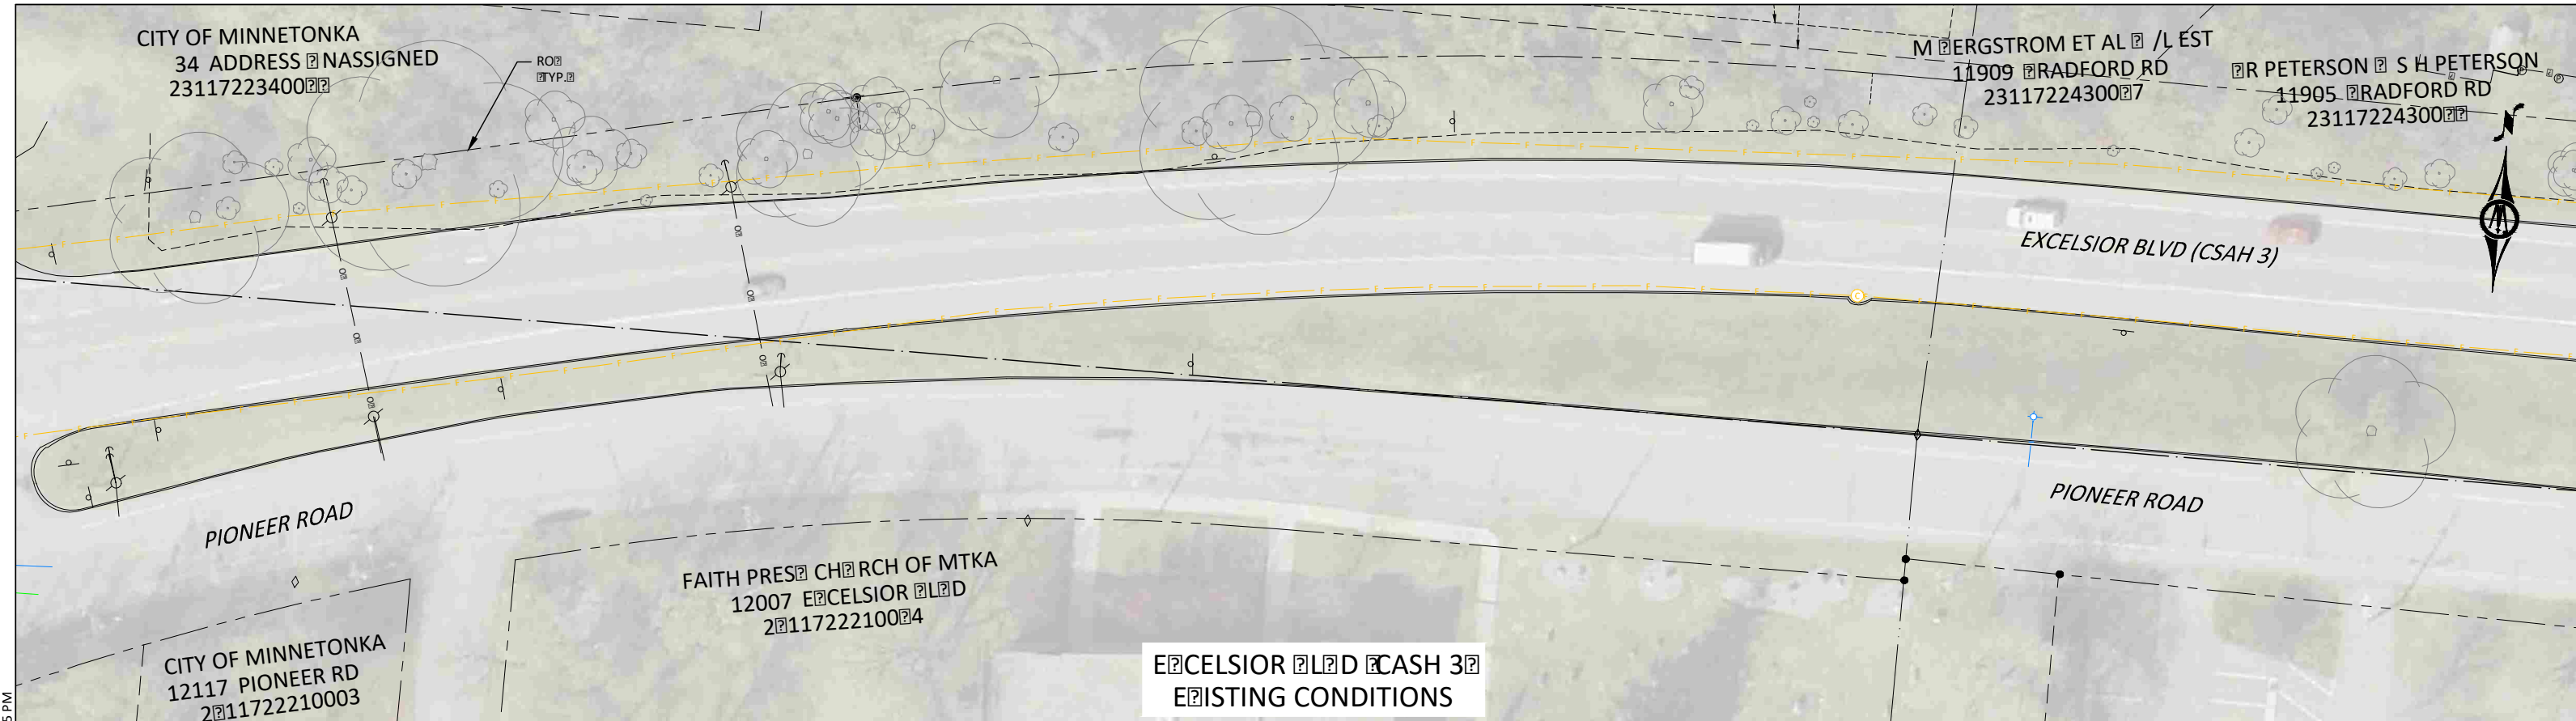 CITY OF MINNETONKA
34 ADDRESS �NASSIGNED
23117223400��
RO�
�TYP.�
M �ERGSTROM ET AL � /L EST
11909 �RADFORD RD
23117224300�7
�R PETERSON � S H PETERSON
11905 �RADFORD RD
23117224300��
EXCELSIOR BLVD (CSAH 3)
O�
O�
O�
O�
O�
O�
PIONEER ROAD
PIONEER ROAD
FAITH PRES� CH�RCH OF MTKA
12007 E�CELSIOR �L�D
2�117222100�4
CITY OF MINNETONKA
12117 PIONEER RD
2�11722210003
E�CELSIOR �L�D �CASH 3�
E�ISTING CONDITIONS
5 PM